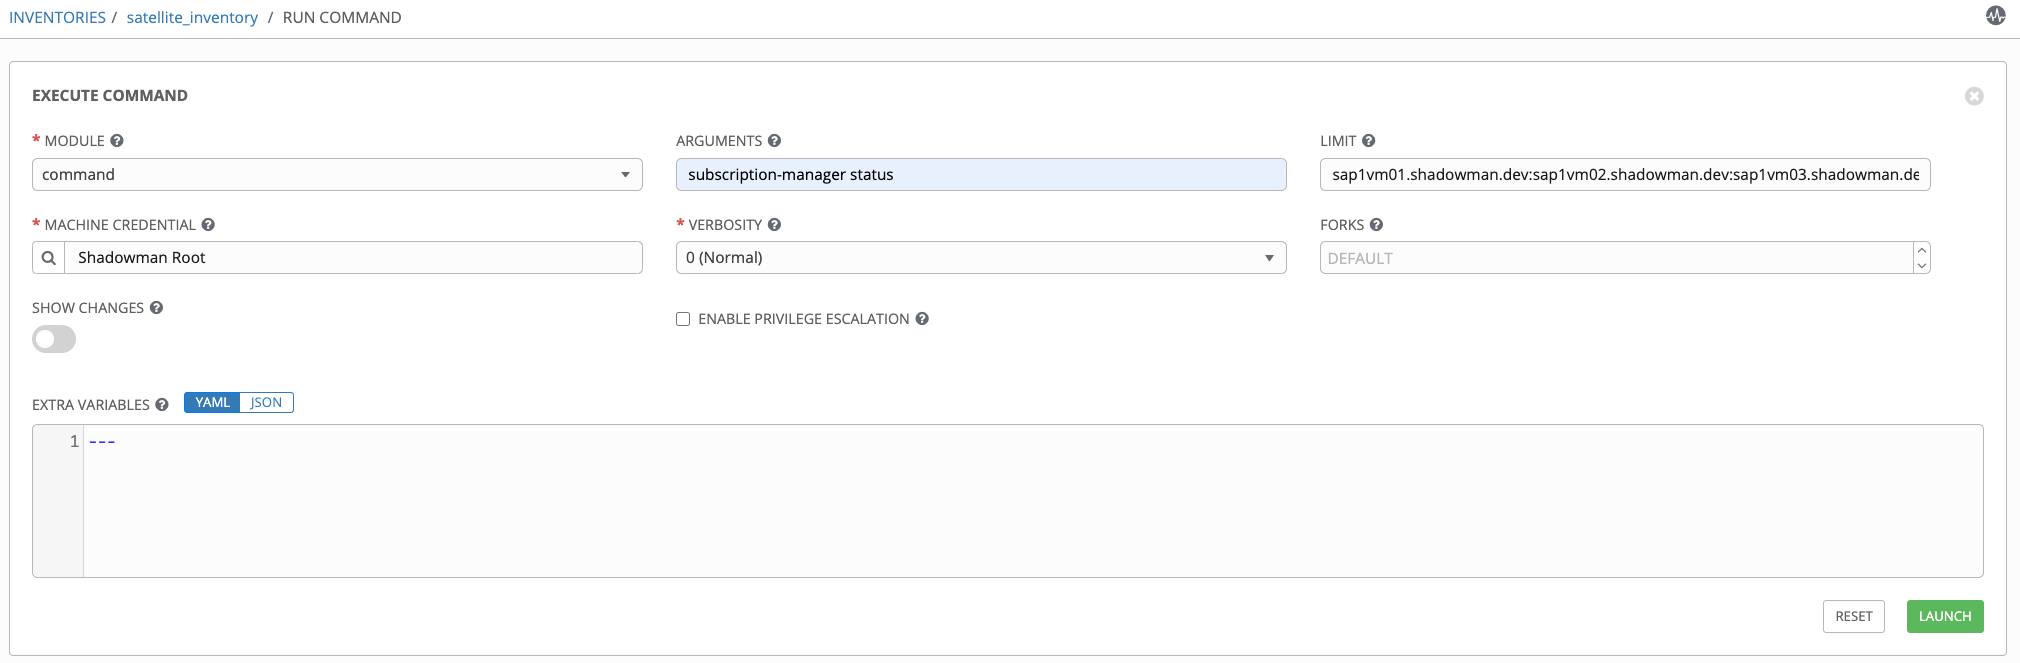 INVENTORIES / satellite_inventory / RUN COMMAND
EXECUTE COMMAND
* MODULE ?
command
ARGUMENTS ?
subscription-manager status
LIMIT ?
sap1vm01.shadowman.dev:sap1vm02.shadowman.dev:sap1vm03.shadowman.de
* MACHINE CREDENTIAL ?
Shadowman Root
* VERBOSITY ?
0 (Normal)
FORKS ?
DEFAULT
SHOW CHANGES ?
ENABLE PRIVILEGE ESCALATION ?
EXTRA VARIABLES ? YAML JSON
1 ---
RESET LAUNCH